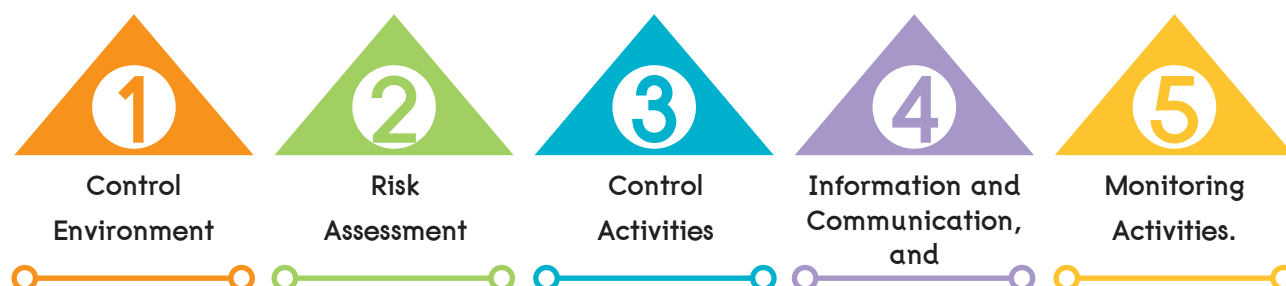 1
Control
Environment
2
Risk
Assessment
3
Control
Activities
4
Information and
Communication,
and
5
Monitoring
Activities.